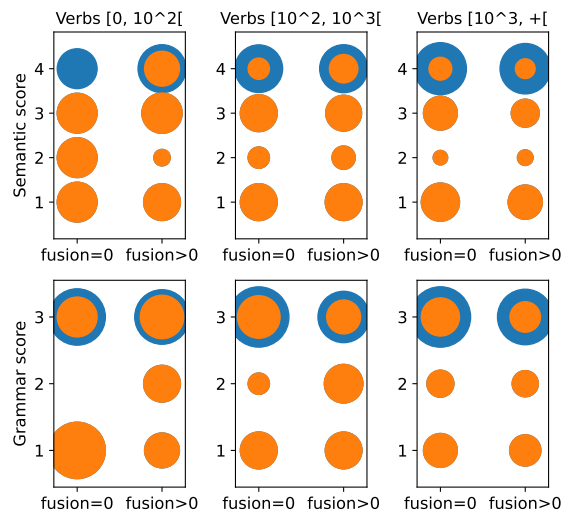 Verbs [0, 10^2[
Verbs [10^2, 10^3[
Verbs [10^3, +[
Semantic score
4
3
2
1
4
3
2
1
4
3
2
1
fusion=0 fusion>0
fusion=0 fusion>0
fusion=0 fusion>0
Grammar score
3
2
1
3
2
1
3
2
1
fusion=0 fusion>0
fusion=0 fusion>0
fusion=0 fusion>0